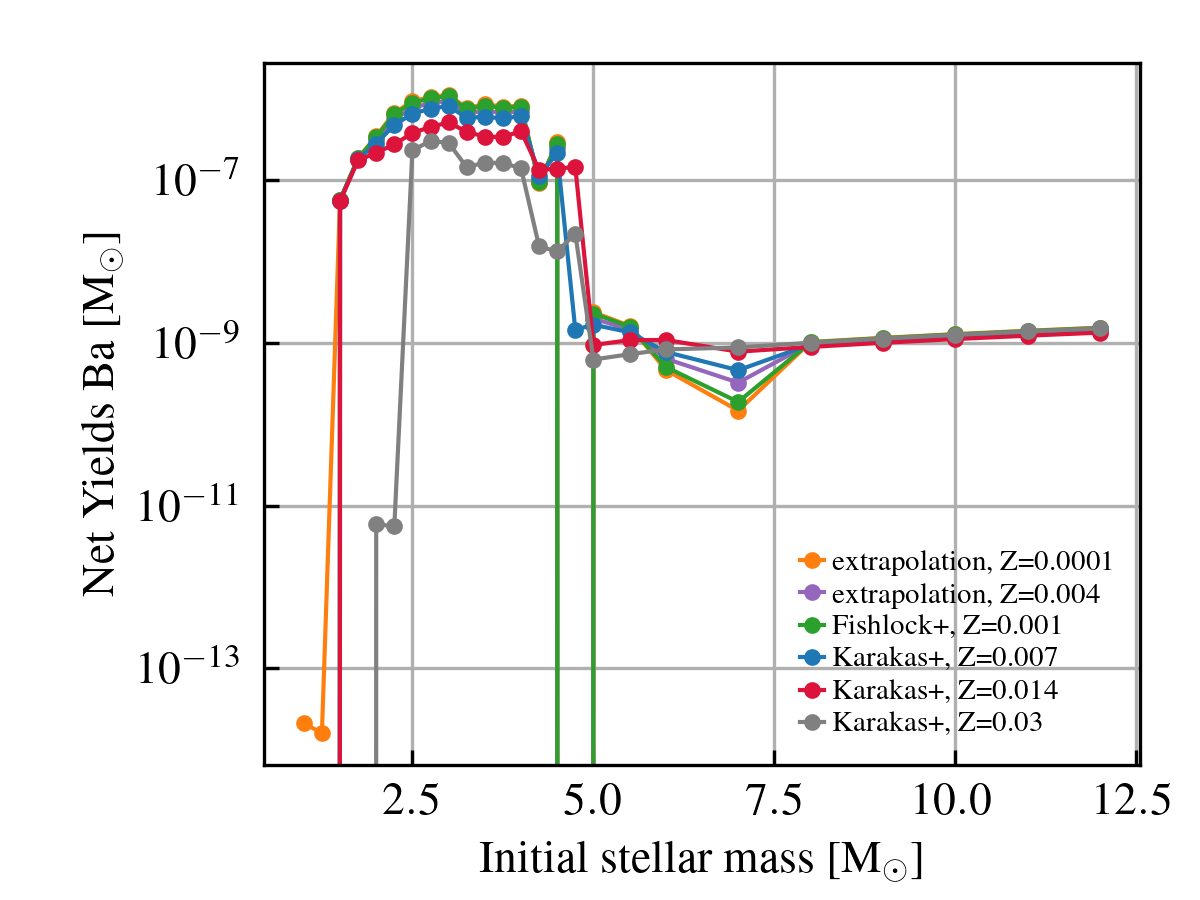 Net Yields Ba [M☉]
10⁻⁷
10⁻⁹
10⁻¹¹
10⁻¹³
extrapolation, Z=0.0001
extrapolation, Z=0.004
Fishlock+, Z=0.001
Karakas+, Z=0.007
Karakas+, Z=0.014
Karakas+, Z=0.03
2.5 5.0 7.5 10.0 12.5
Initial stellar mass [M☉]